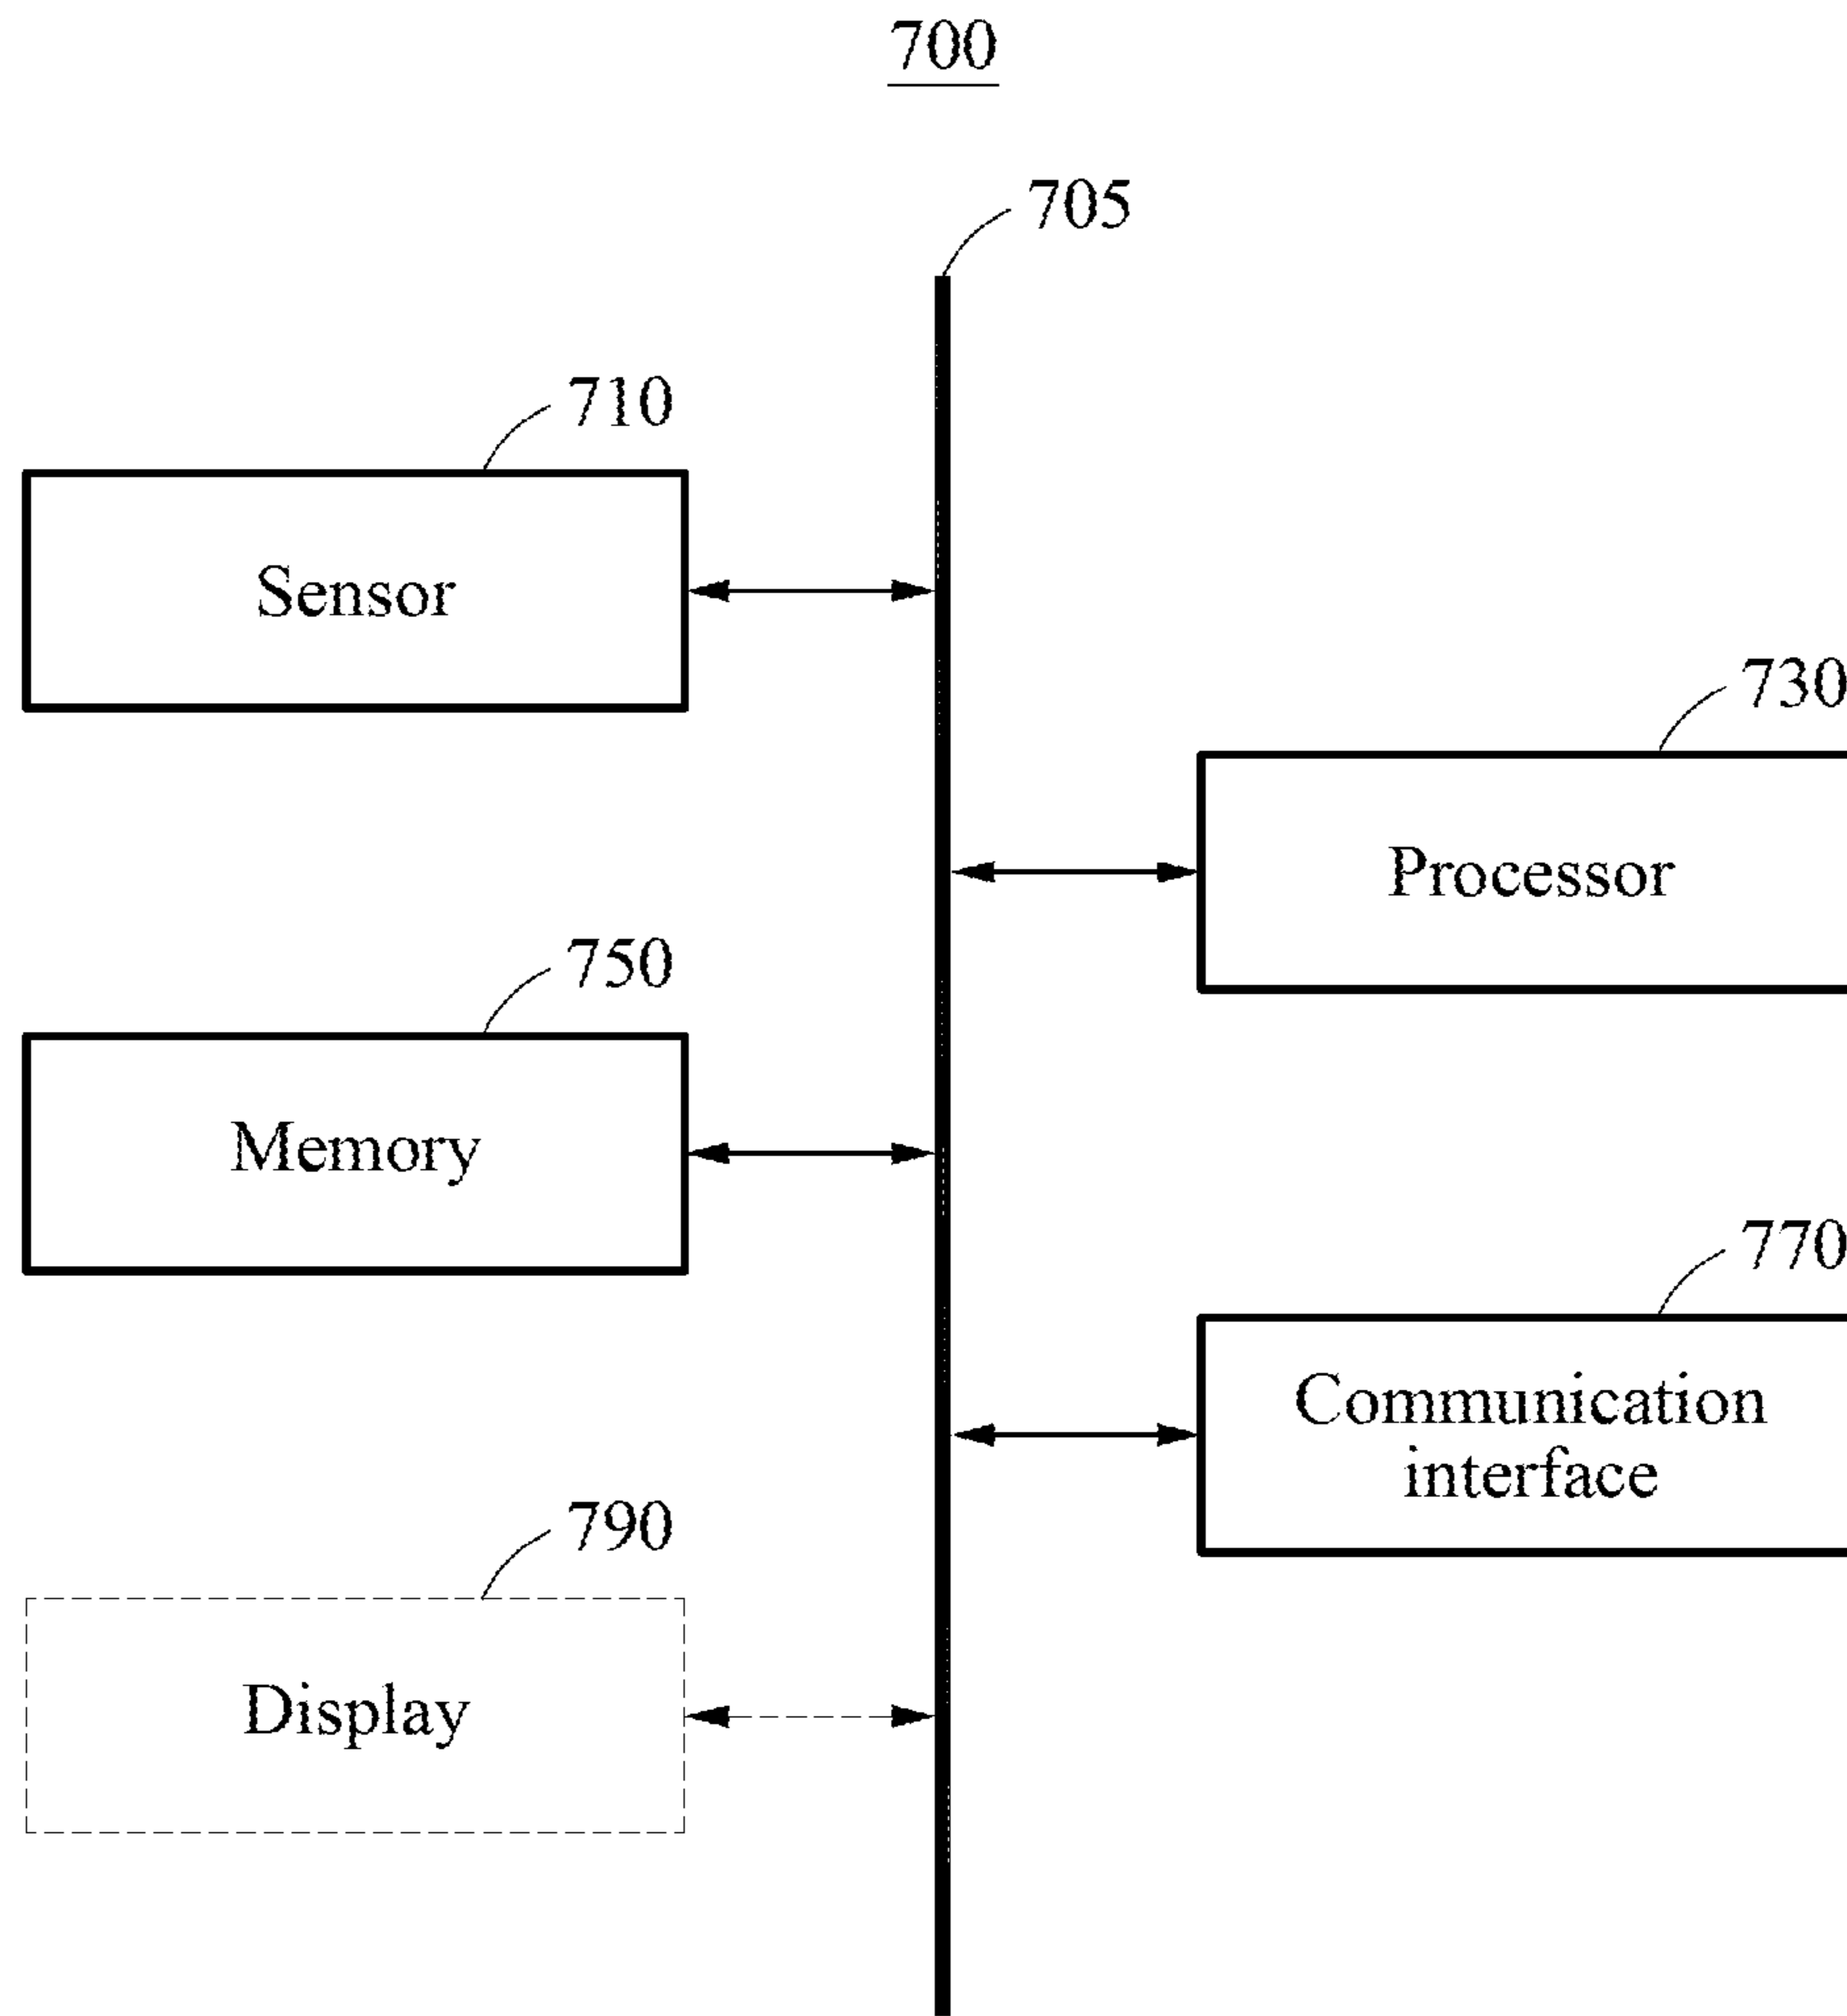 700
705
710
Sensor
730
Processor
750
Memory
770
Communication
interface
790
Display